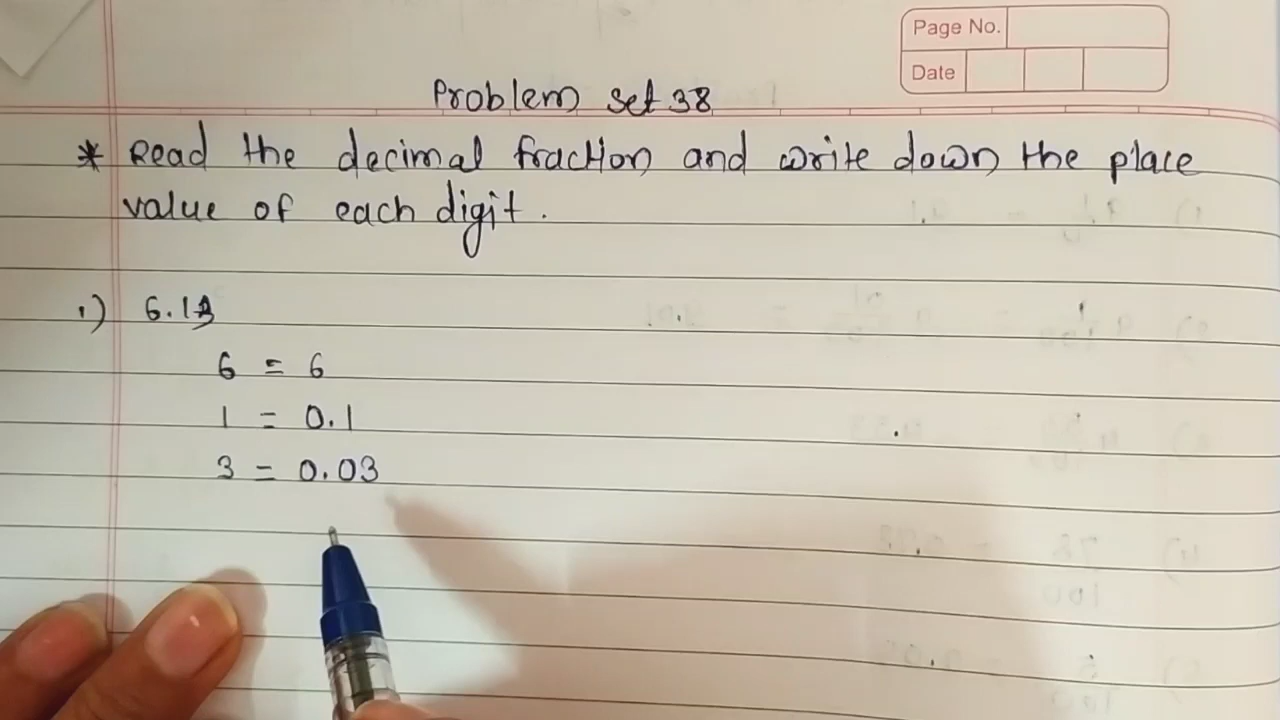 Page No.
Date
Problem set 38
* Read the decimal fraction and write down the place
value of each digit.
1) 6.13
6 = 6
1 = 0.1
3 = 0.03